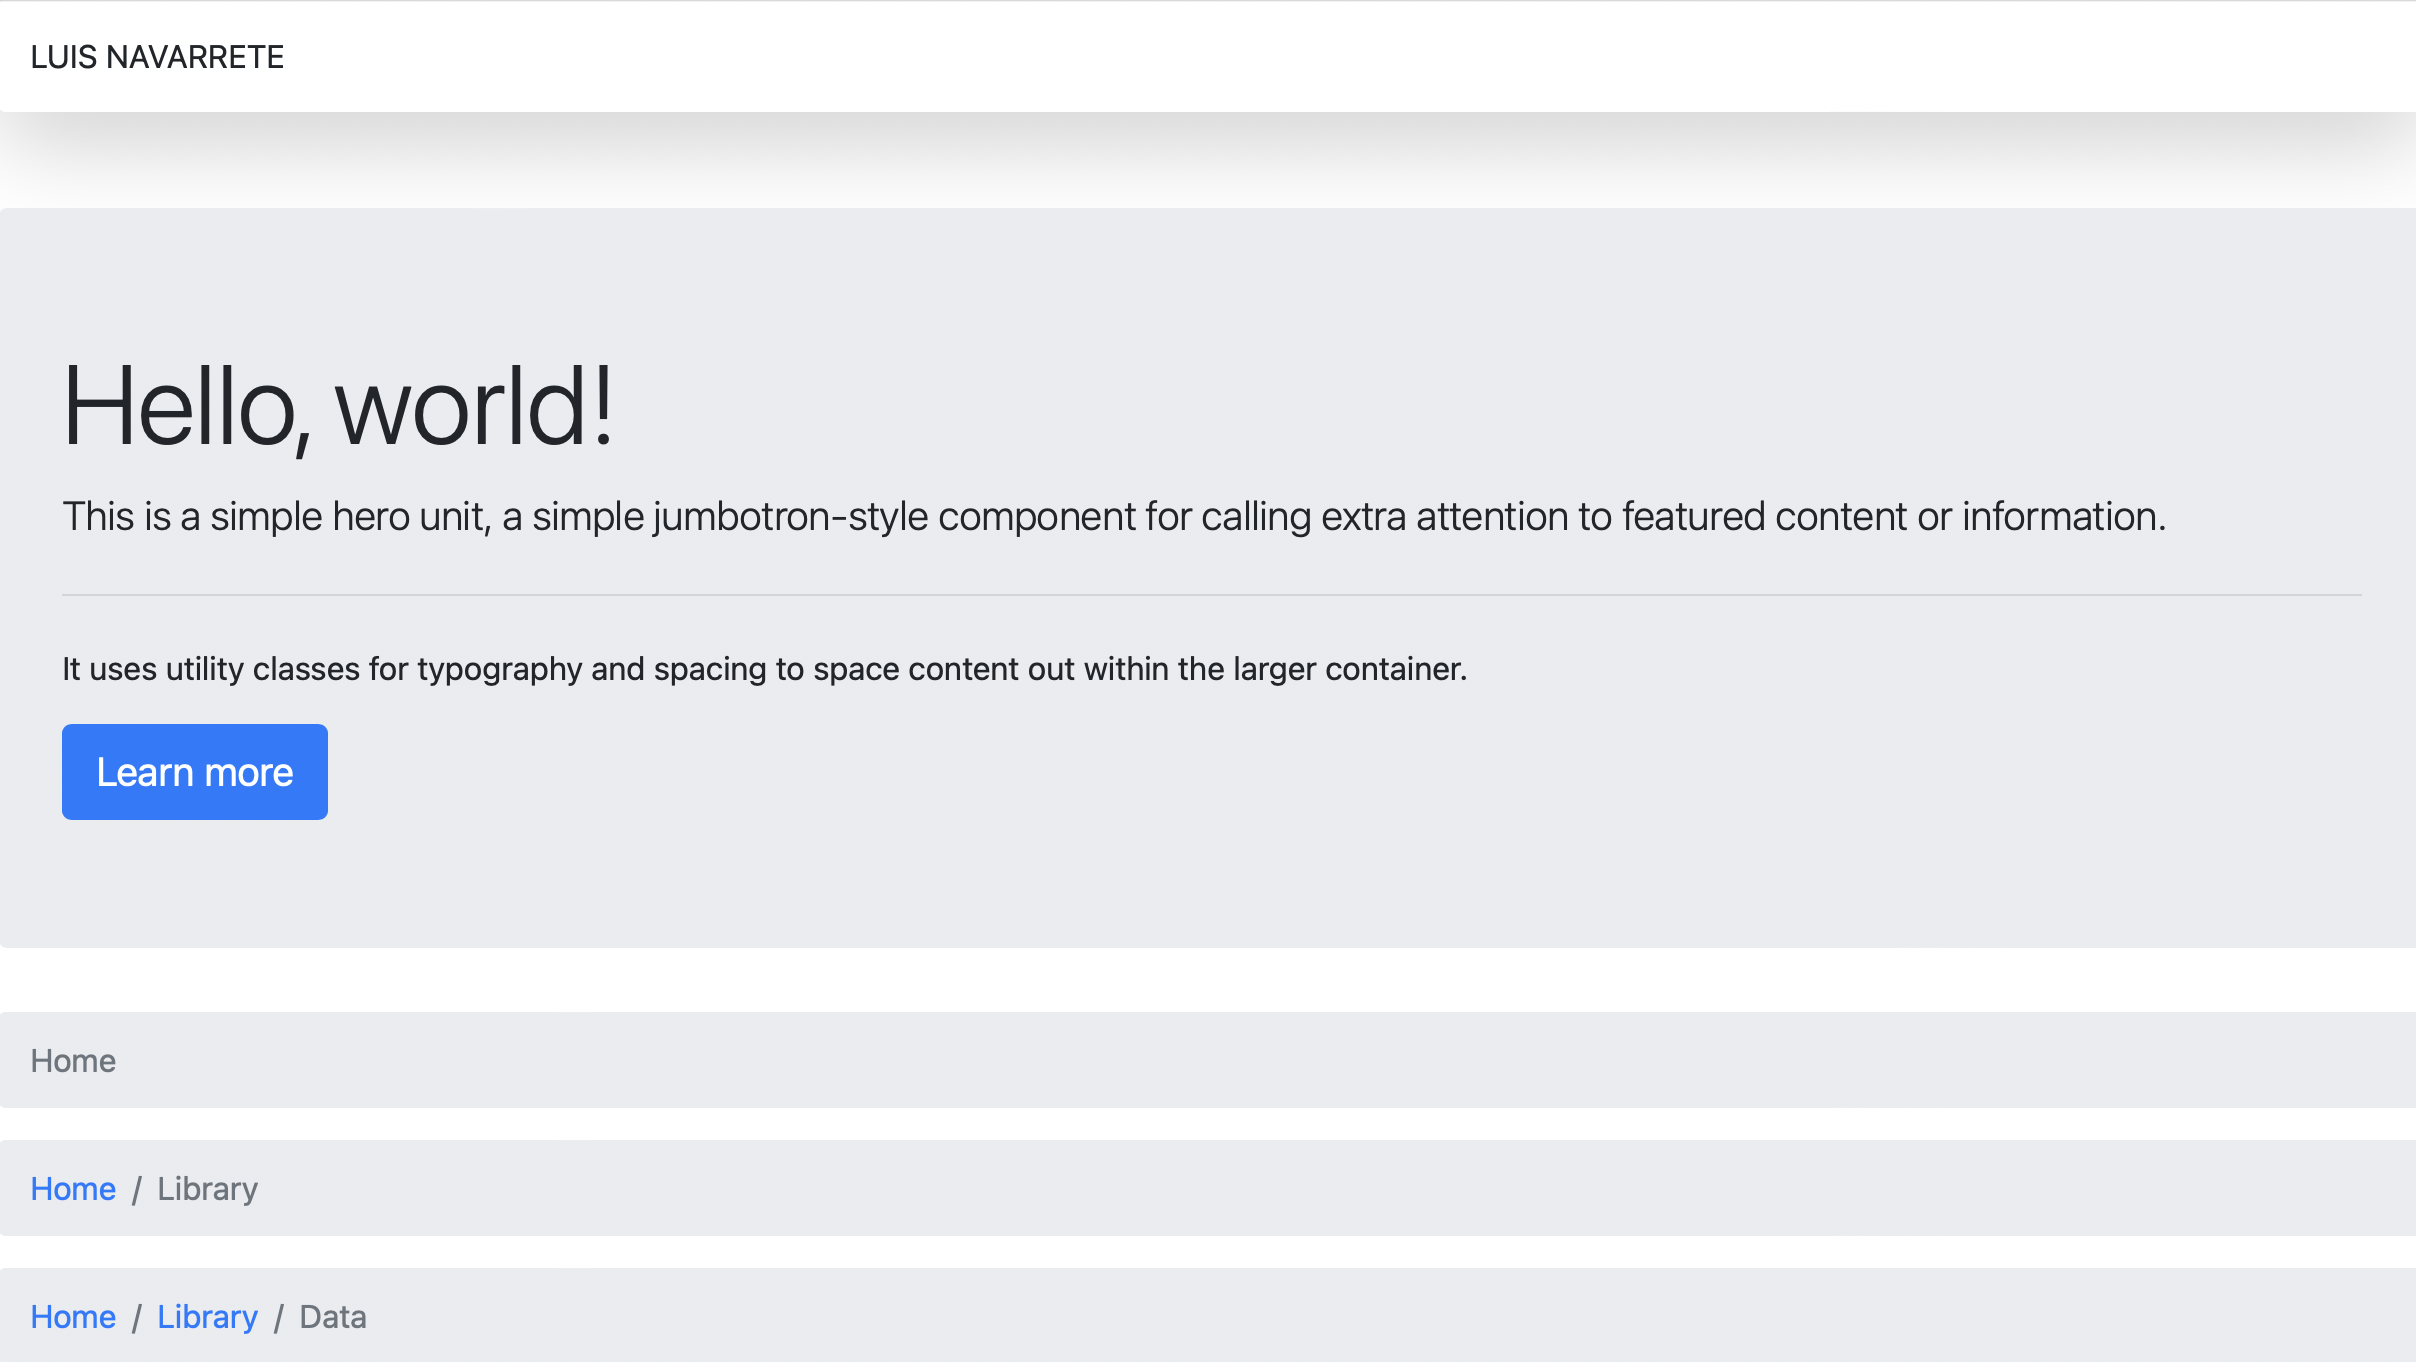 LUIS NAVARRETE
Hello, world!
This is a simple hero unit, a simple jumbotron-style component for calling extra attention to featured content or information.
It uses utility classes for typography and spacing to space content out within the larger container.
Learn more
Home
Home / Library
Home / Library / Data